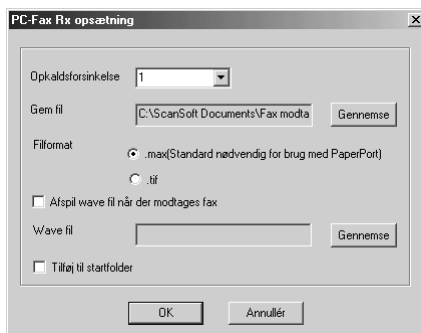 PC-Fax Rx opsætning
Opkaldsforsinkelse 1
Gem fil C:\ScanSoft Documents\Fax modta Gennemse
Filformat .max(Standard nødvendig for brug med PaperPort)
.tif
Afspil wave fil når der modtages fax
Wave fil Gennemse
Tilføj til startfolder
OK Annullér